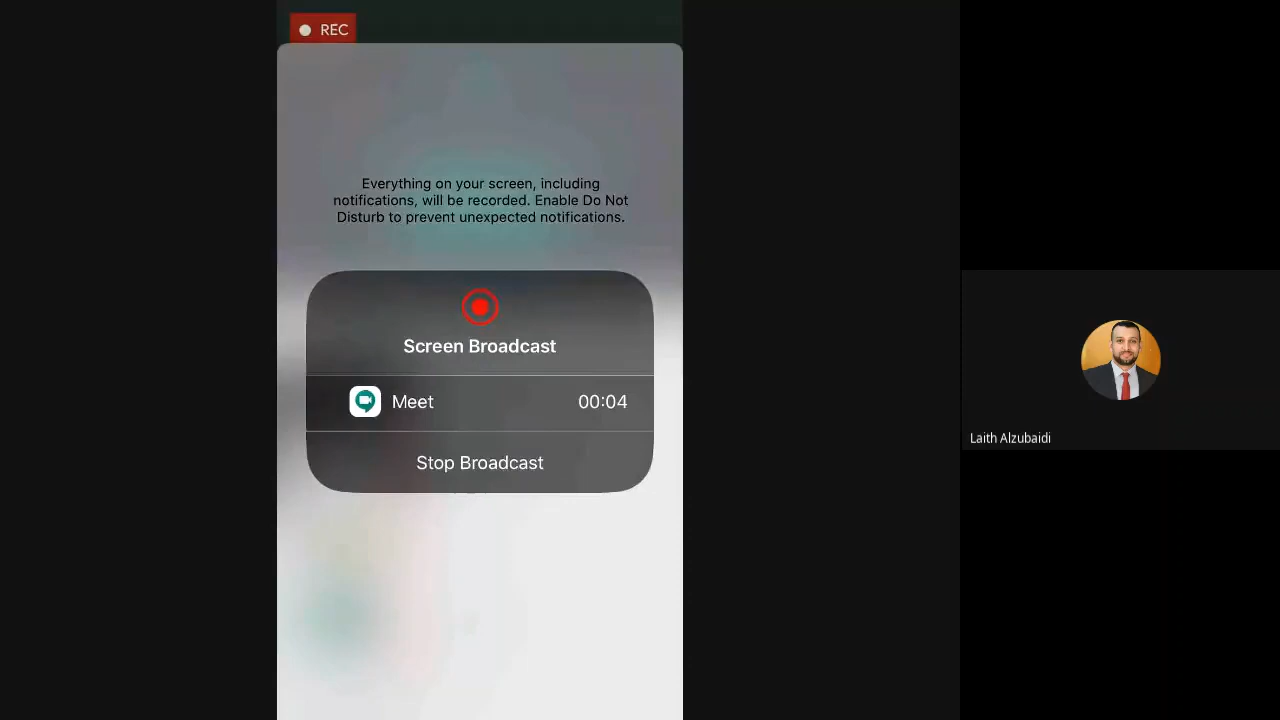 REC
Everything on your screen, including
notifications, will be recorded. Enable Do Not
Disturb to prevent unexpected notifications.
Screen Broadcast
Meet 00:04
Stop Broadcast
Laith Alzubaidi